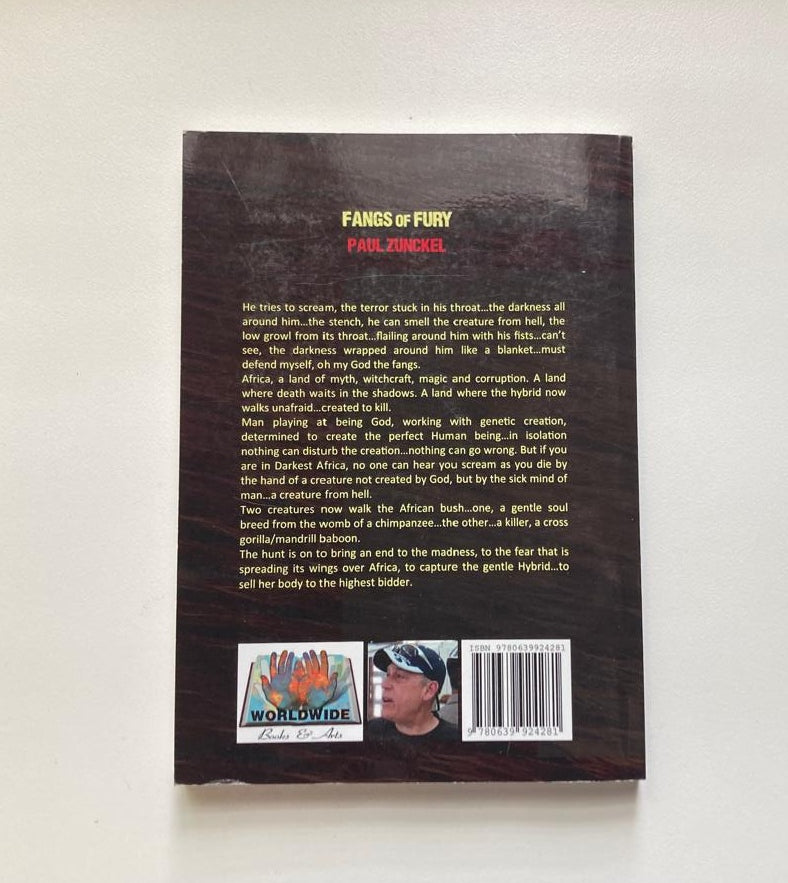 FANGS OF FURY
PAUL ZUNCKEL
He tries to scream, the terror stuck in his throat...the darkness all
around him...the stench, he can smell the creature from hell, the
low growl from its throat...flailing around him with his fists...can't
see, the darkness wrapped around him like a blanket...must
defend myself, oh my God the fangs.
Africa, a land of myth, witchcraft, magic and corruption. A land
where death waits in the shadows. A land where the hybrid now
walks unafraid...created to kill.
Man playing at being God, working with genetic creation,
determined to create the perfect Human being...in isolation
nothing can disturb the creation...nothing can go wrong. But if you
are in Darkest Africa, no one can hear you scream as you die by
the hand of a creature not created by God, but by the sick mind of
man...a creature from hell.
Two creatures now walk the African bush...one, a gentle soul
breed from the womb of a chimpanzee...the other...a killer, a cross
gorilla/mandrill baboon.
The hunt is on to bring an end to the madness, to the fear that is
spreading its wings over Africa, to capture the gentle Hybrid...to
sell her body to the highest bidder.
WORLDWIDE
Books & Arts
ISBN 9780639924281
9 780639 924281